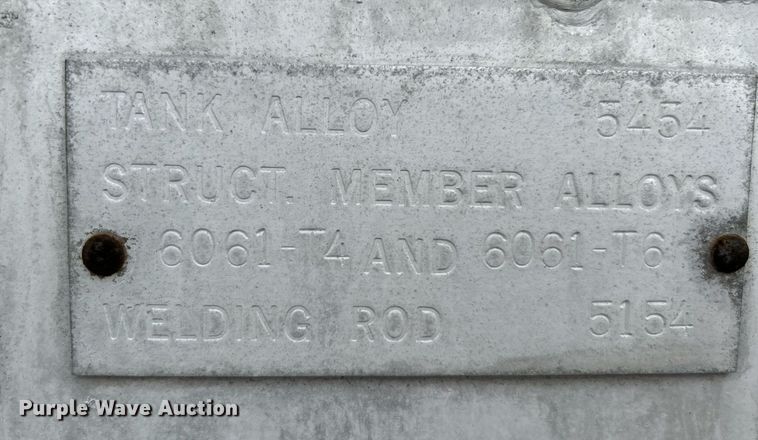 TANK ALLOY 5454
STRUCT. MEMBER ALLOYS
6061-T4 AND 6061-T6
WELDING ROD 5154
Purple Wave Auction